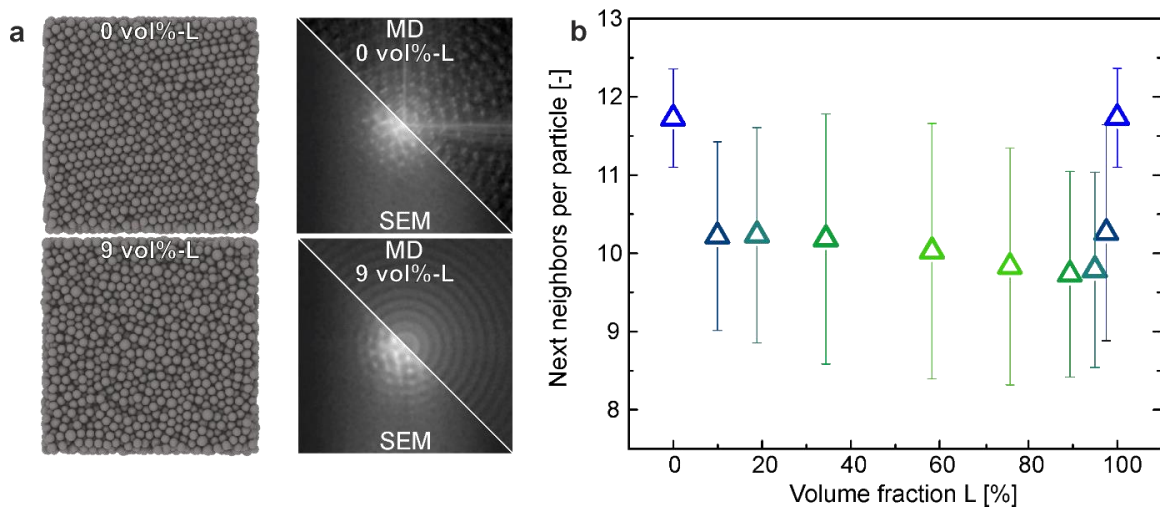 a
0 vol%-L
MD
0 vol%-L
SEM
9 vol%-L
MD
9 vol%-L
SEM
b
Next neighbors per particle [-]
13
12
11
10
9
8
0
20
40
60
80
100
Volume fraction L [%]